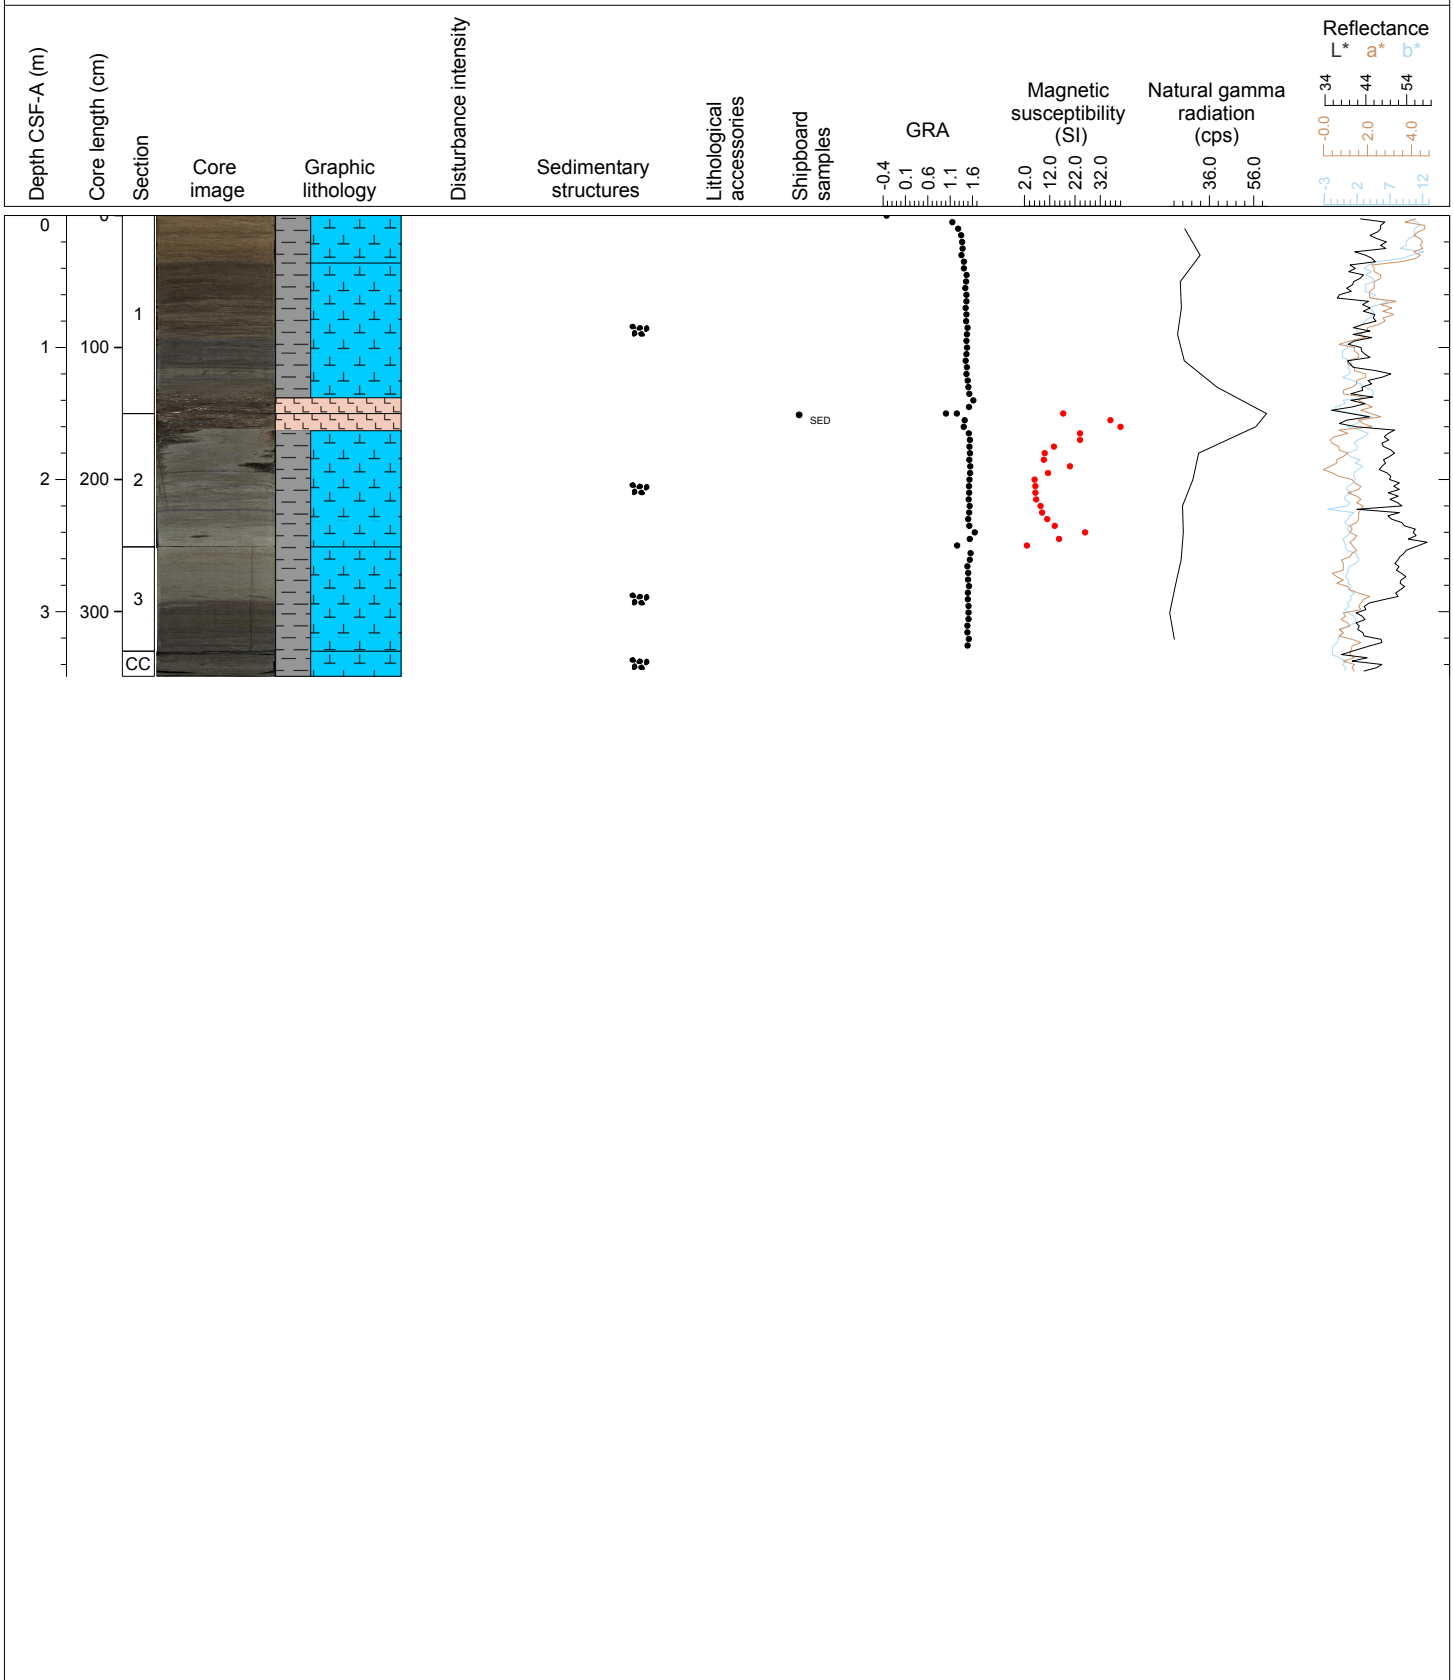 Depth CSF-A (m)
Core length (cm)
Section
Core
image
Graphic
lithology
Disturbance intensity
Sedimentary
structures
Lithological
accessories
Shipboard
samples
GRA
-0.4
0.1
0.6
1.1
1.6
Magnetic
susceptibility
(SI)
2.0
12.0
22.0
32.0
Natural gamma
radiation
(cps)
36.0
56.0
Reflectance
L* a* b*
34
44
54
-0.0
2.0
4.0
-3
2
7
12
0
0
1
1
100
SED
2
200
2
3
3
300
CC